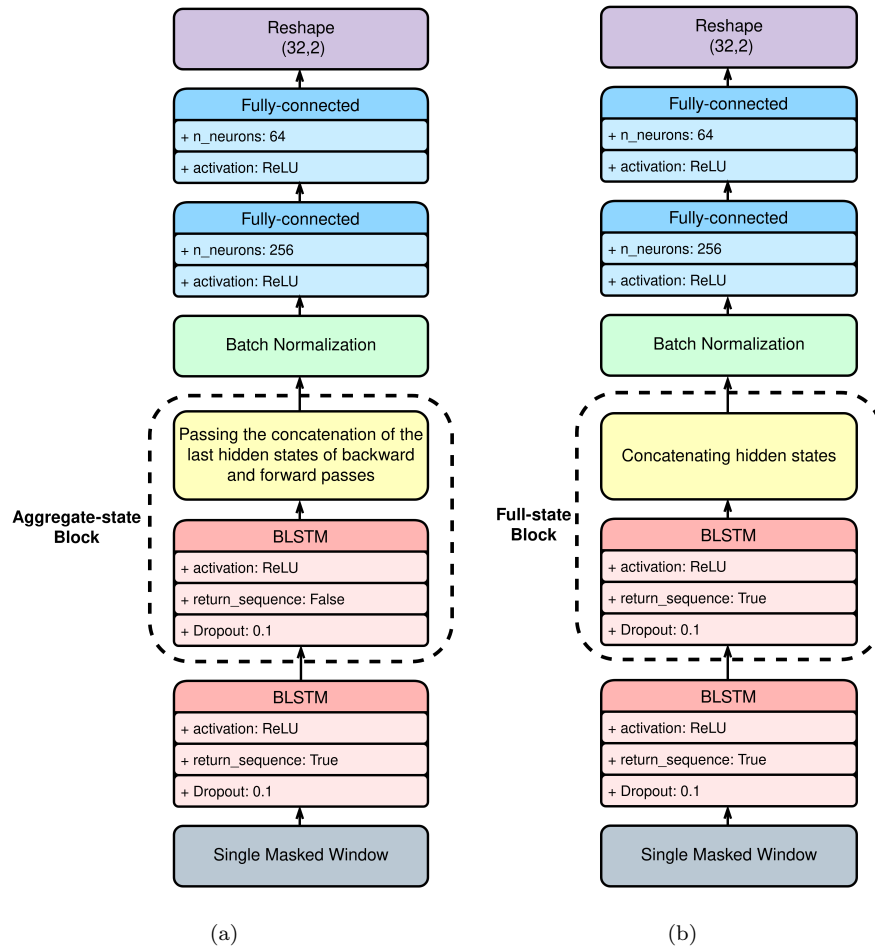 Reshape
(32,2)
Fully-connected
+ n_neurons: 64
+ activation: ReLU
Fully-connected
+ n_neurons: 256
+ activation: ReLU
Batch Normalization
Passing the concatenation of the
last hidden states of backward
and forward passes
Aggregate-state
Block
BLSTM
+ activation: ReLU
+ return_sequence: False
+ Dropout: 0.1
BLSTM
+ activation: ReLU
+ return_sequence: True
+ Dropout: 0.1
Single Masked Window
(a)
Reshape
(32,2)
Fully-connected
+ n_neurons: 64
+ activation: ReLU
Fully-connected
+ n_neurons: 256
+ activation: ReLU
Batch Normalization
Concatenating hidden states
Full-state
Block
BLSTM
+ activation: ReLU
+ return_sequence: True
+ Dropout: 0.1
BLSTM
+ activation: ReLU
+ return_sequence: True
+ Dropout: 0.1
Single Masked Window
(b)